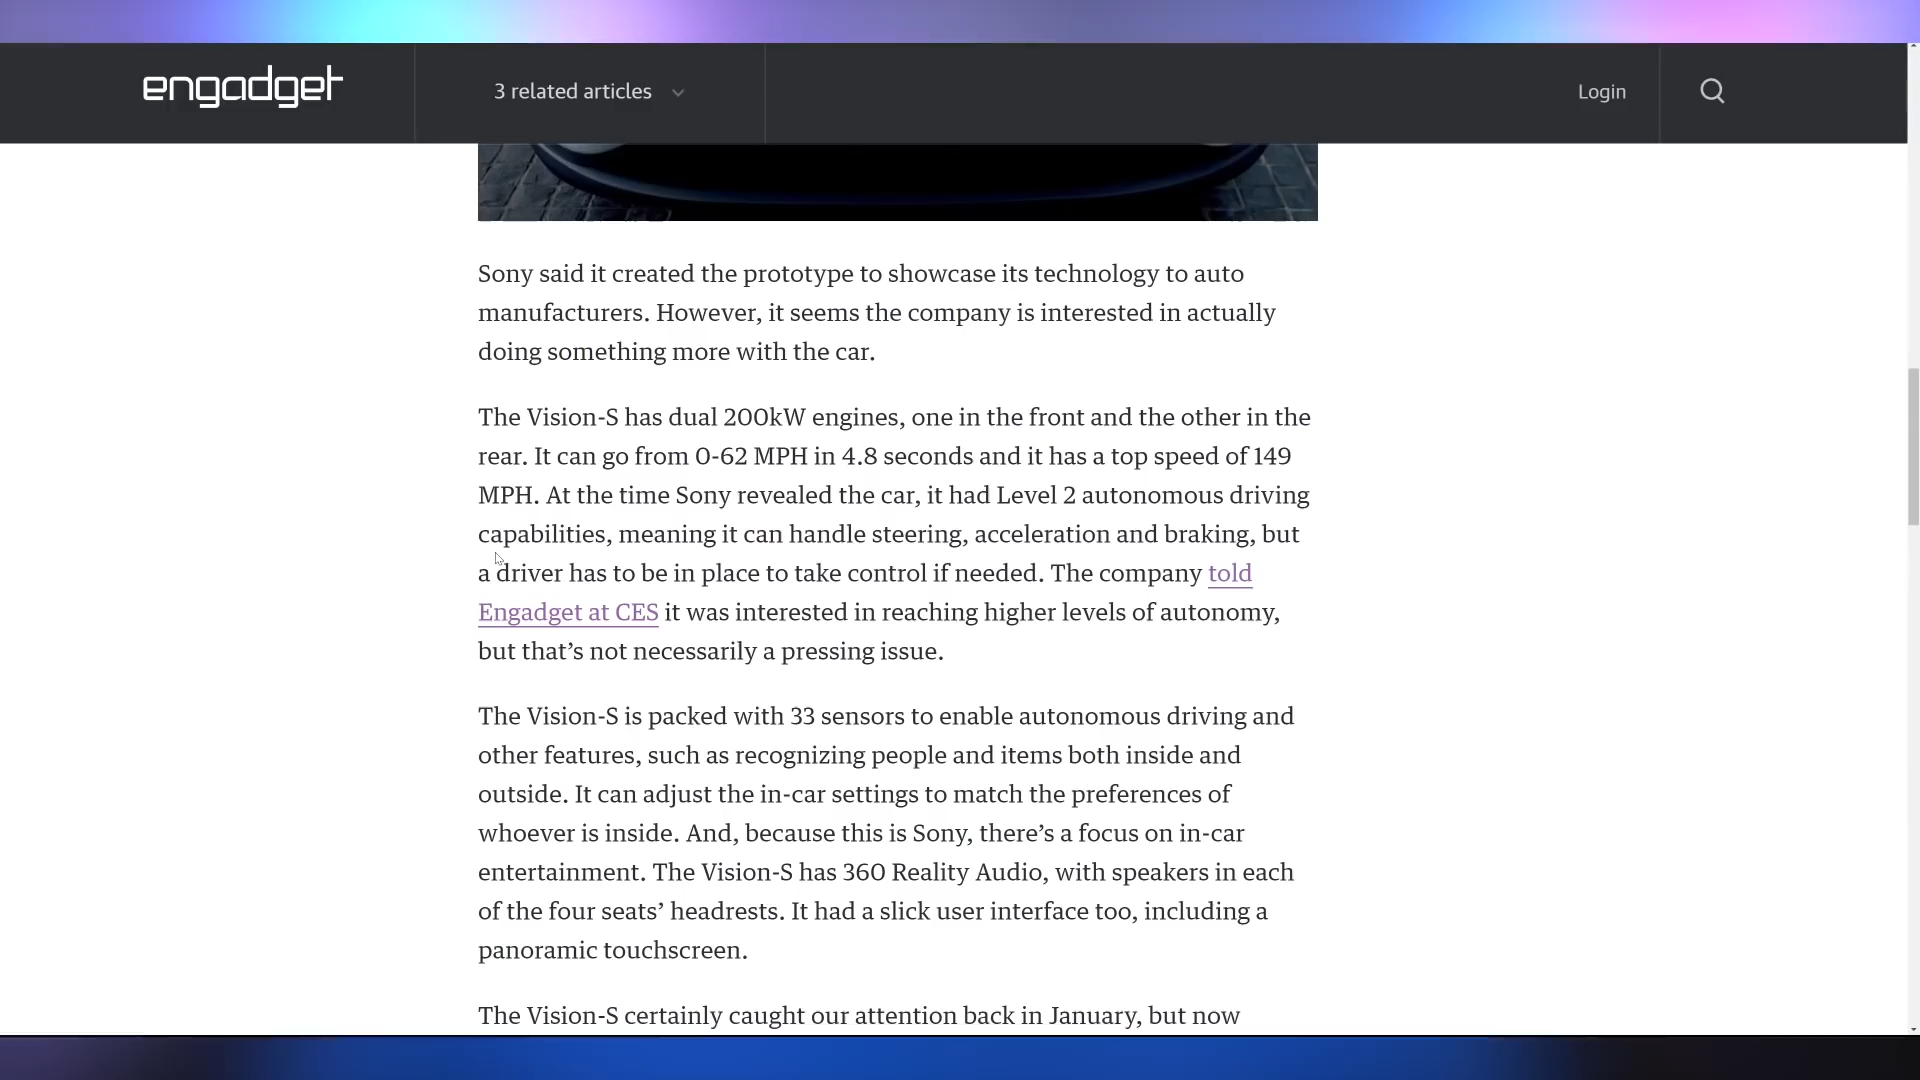 engadget
3 related articles
Login
Sony said it created the prototype to showcase its technology to auto
manufacturers. However, it seems the company is interested in actually
doing something more with the car.
The Vision-S has dual 200kW engines, one in the front and the other in the
rear. It can go from 0-62 MPH in 4.8 seconds and it has a top speed of 149
MPH. At the time Sony revealed the car, it had Level 2 autonomous driving
capabilities, meaning it can handle steering, acceleration and braking, but
a driver has to be in place to take control if needed. The company told
Engadget at CES it was interested in reaching higher levels of autonomy,
but that’s not necessarily a pressing issue.
The Vision-S is packed with 33 sensors to enable autonomous driving and
other features, such as recognizing people and items both inside and
outside. It can adjust the in-car settings to match the preferences of
whoever is inside. And, because this is Sony, there’s a focus on in-car
entertainment. The Vision-S has 360 Reality Audio, with speakers in each
of the four seats’ headrests. It had a slick user interface too, including a
panoramic touchscreen.
The Vision-S certainly caught our attention back in January, but now